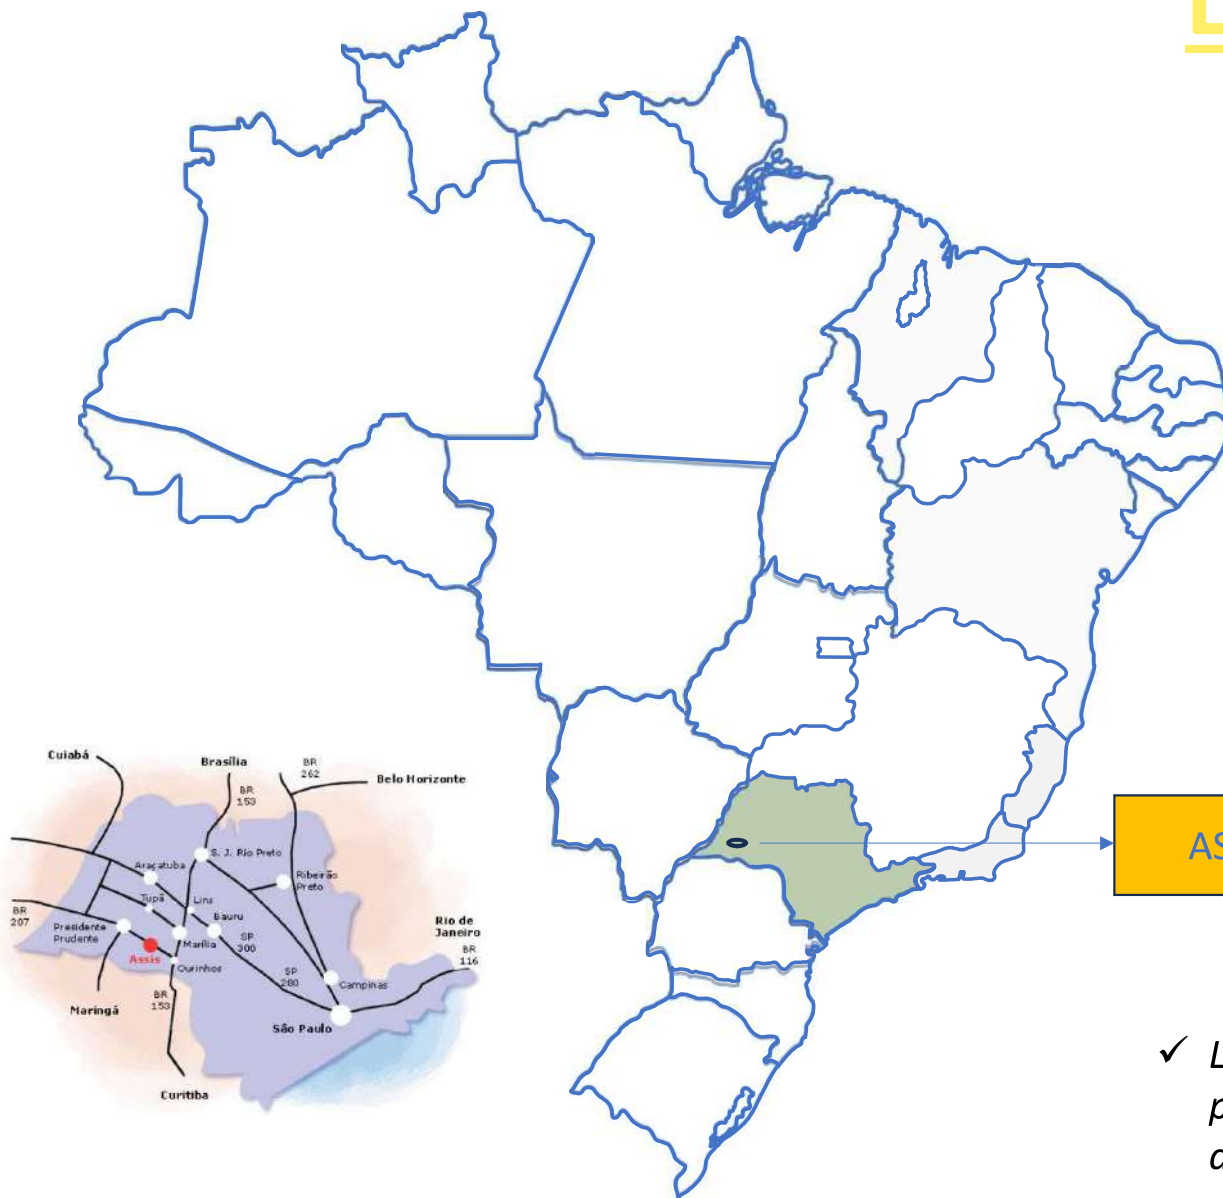 L
Cuiabá
Brasília
BR
262
Belo Horizonte
BR
153
S. J. Rio Preto
Araçatuba
Ribeirão
Preto
Tupã
Lins
BR
207
Bauru
Presidente
Prudente
Marília
SP
300
Rio de
Janeiro
Assis
Ourinhos
BR
116
SP
280
Campinas
Maringá
BR
153
São Paulo
Curitiba
AS
✓ L
p
d